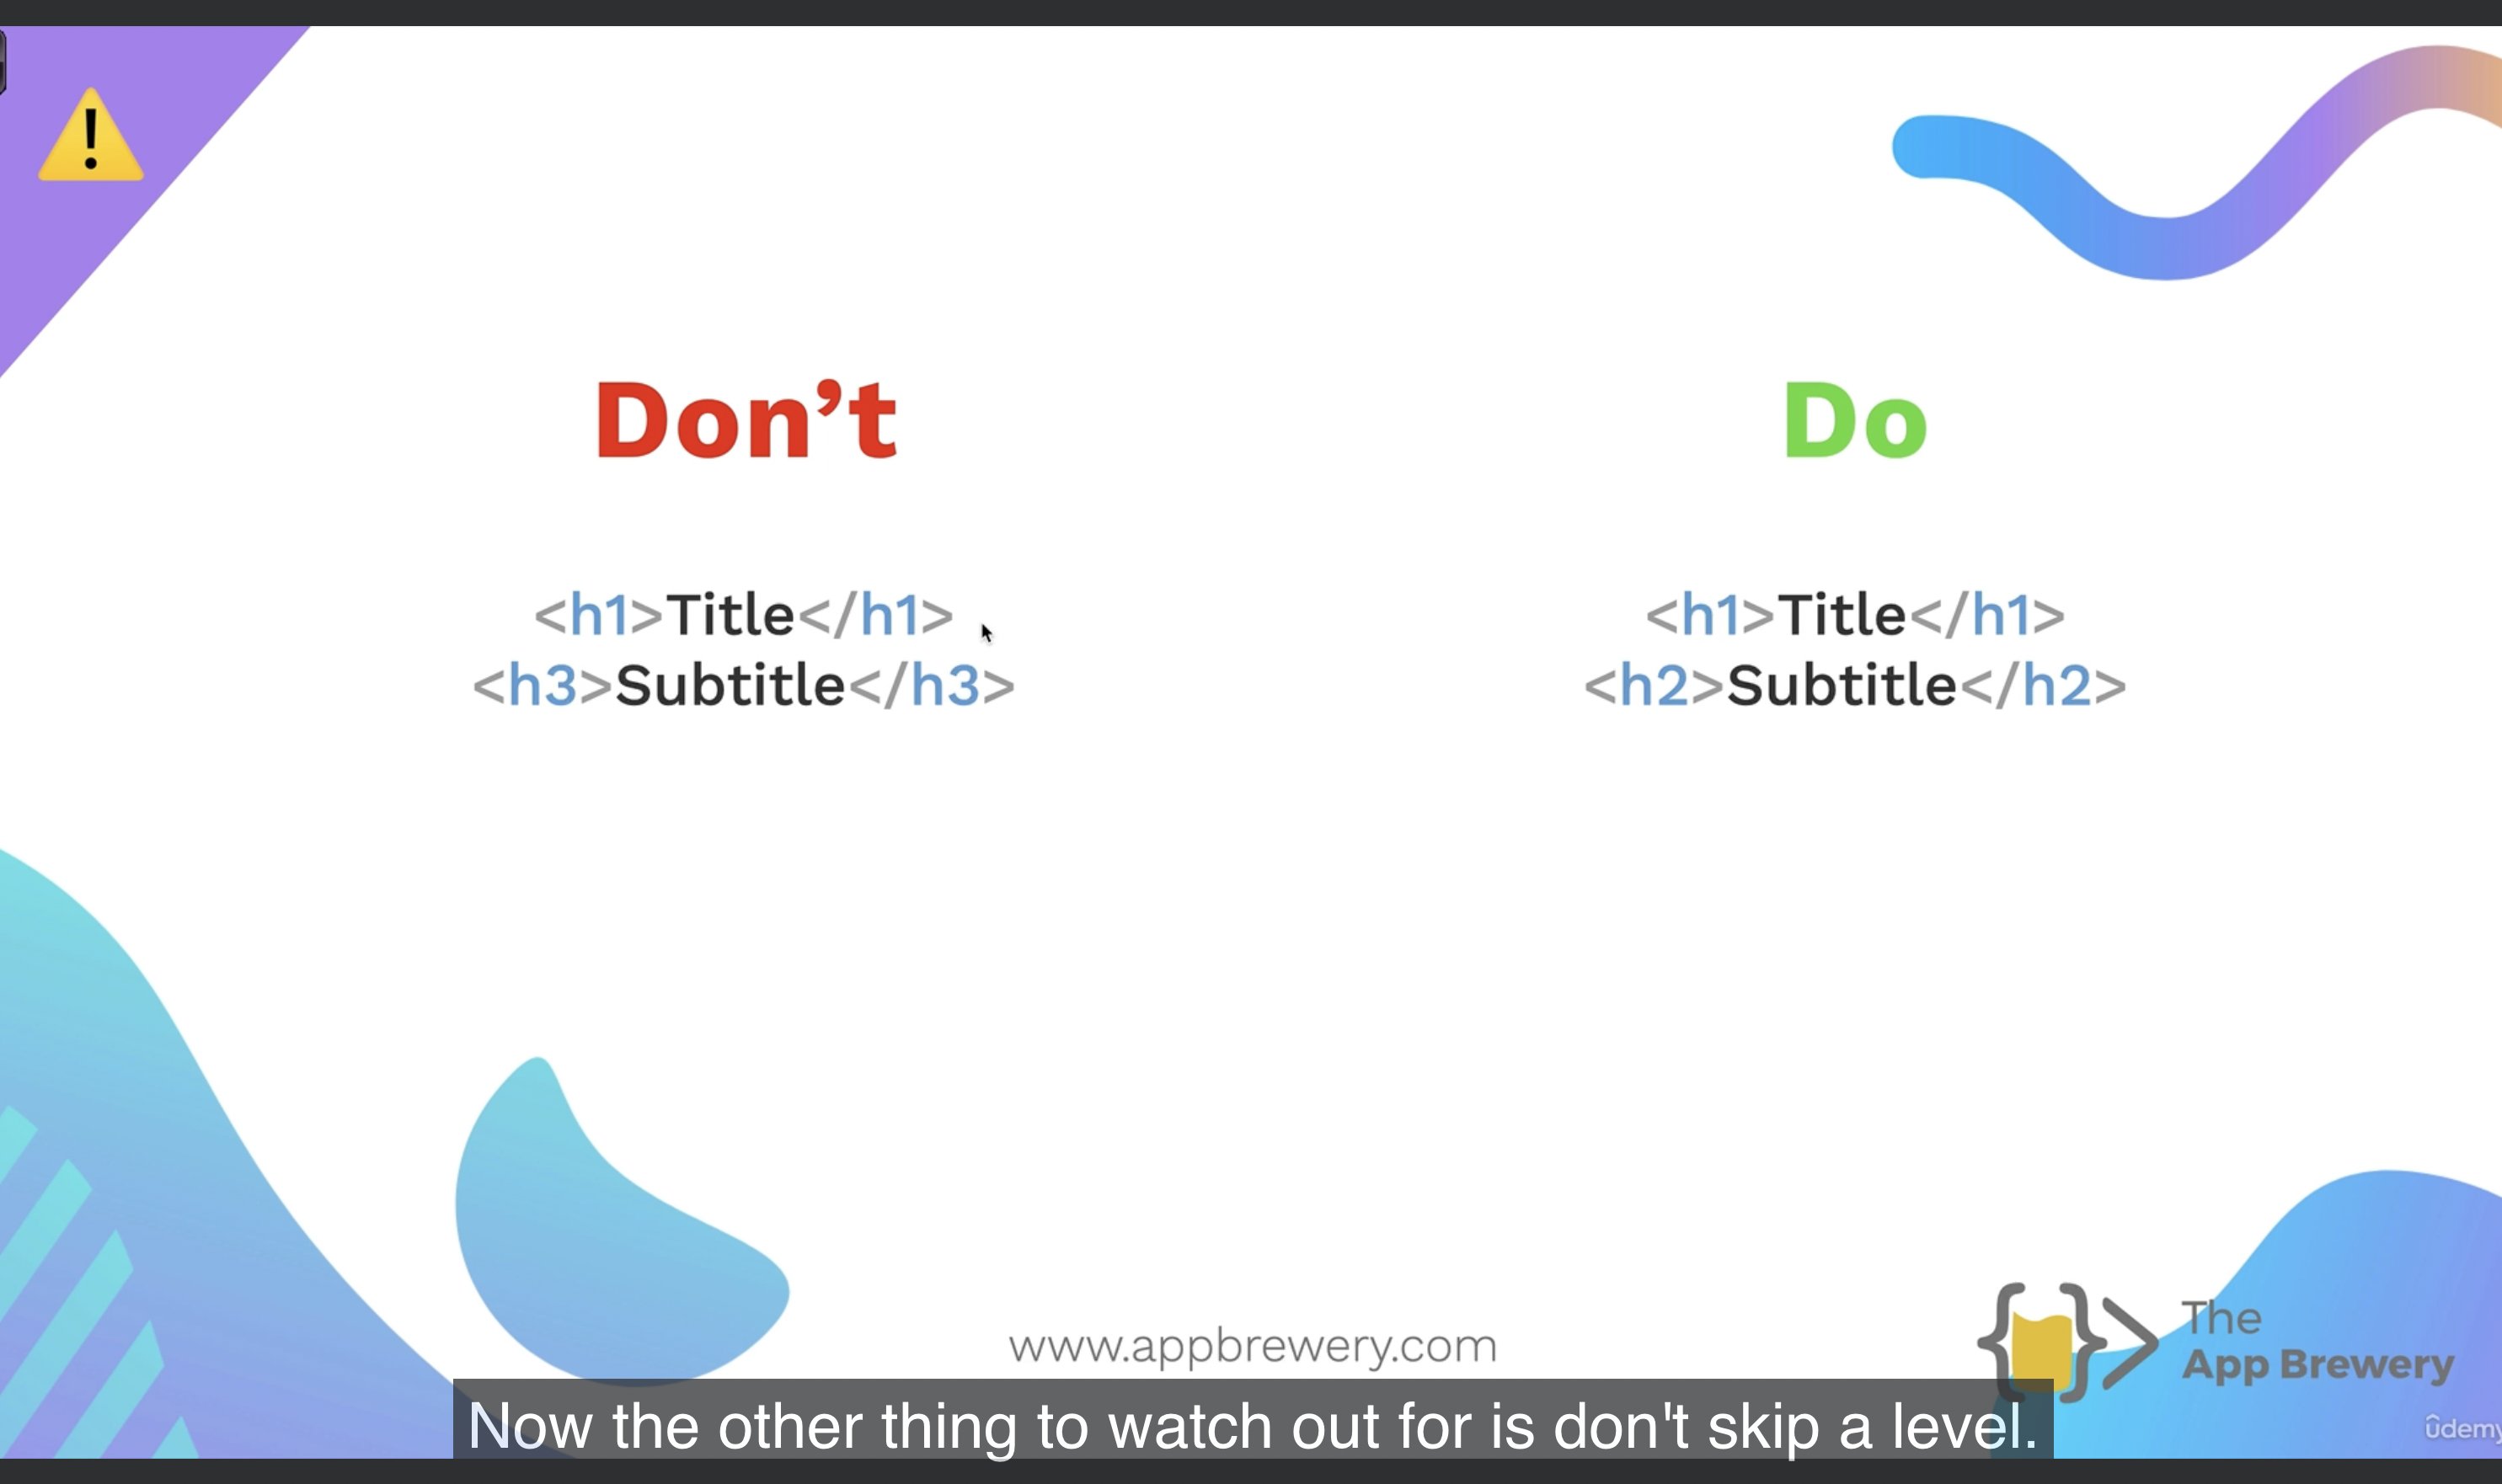 Don’t
Do
<h1>Title</h1>
<h3>Subtitle</h3>
<h1>Title</h1>
<h2>Subtitle</h2>
www.appbrewery.com
The
App Brewery
Now the other thing to watch out for is don't skip a level.
ûdemy